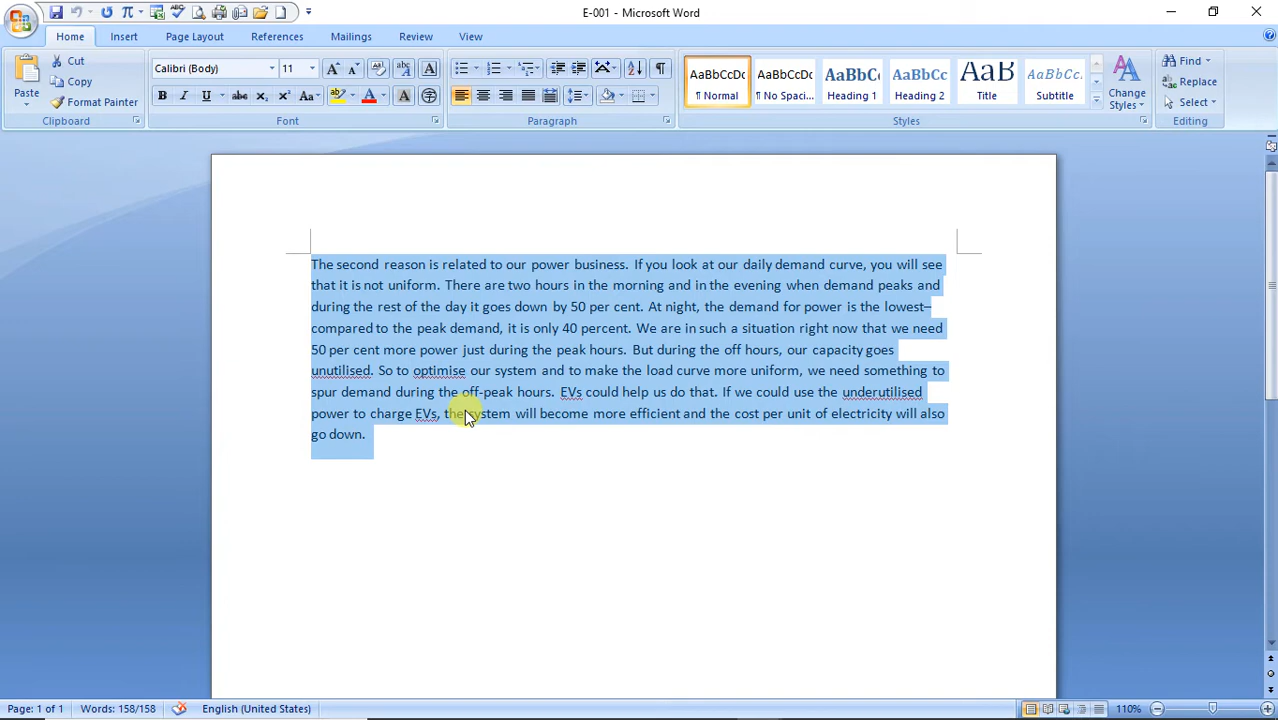 E-001 - Microsoft Word
Home Insert Page Layout References Mailings Review View
Paste
Cut
Copy
Format Painter
Clipboard
Calibri (Body) 11
B I U abe x₂ x² Aa
Font
Paragraph
AaBbCcDc AaBbCcDc AaBbC AaBbCc AaB AaBbCc
¶ Normal ¶ No Spaci... Heading 1 Heading 2 Title Subtitle
Change Styles
Styles
Find
Replace
Select
Editing
The second reason is related to our power business. If you look at our daily demand curve, you will see
that it is not uniform. There are two hours in the morning and in the evening when demand peaks and
during the rest of the day it goes down by 50 per cent. At night, the demand for power is the lowest–
compared to the peak demand, it is only 40 percent. We are in such a situation right now that we need
50 per cent more power just during the peak hours. But during the off hours, our capacity goes
unutilised. So to optimise our system and to make the load curve more uniform, we need something to
spur demand during the off-peak hours. EVs could help us do that. If we could use the underutilised
power to charge EVs, the system will become more efficient and the cost per unit of electricity will also
go down.
Page: 1 of 1 Words: 158/158 English (United States) 110%